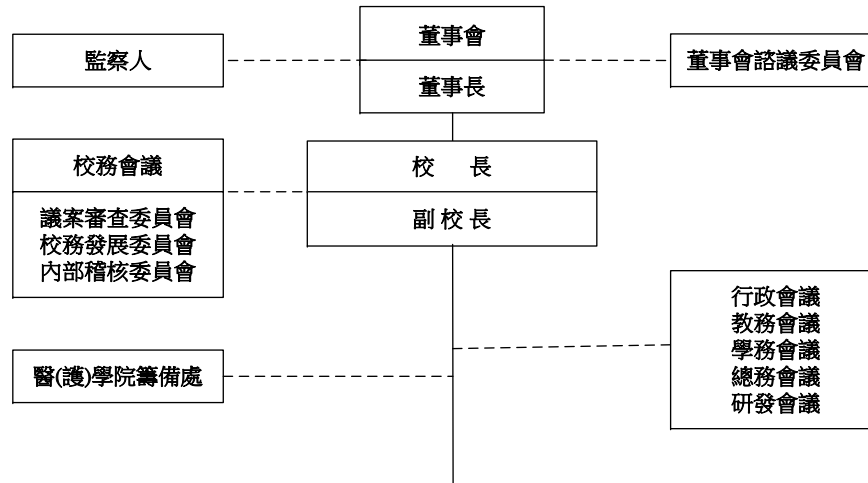 董事會
監察人
董事會諮議委員會
董事長
校務會議
校 長
議案審查委員會
副校長
校務發展委員會
內部稽核委員會
行政會議
教務會議
學務會議
醫(護)學院籌備處
總務會議
研發會議